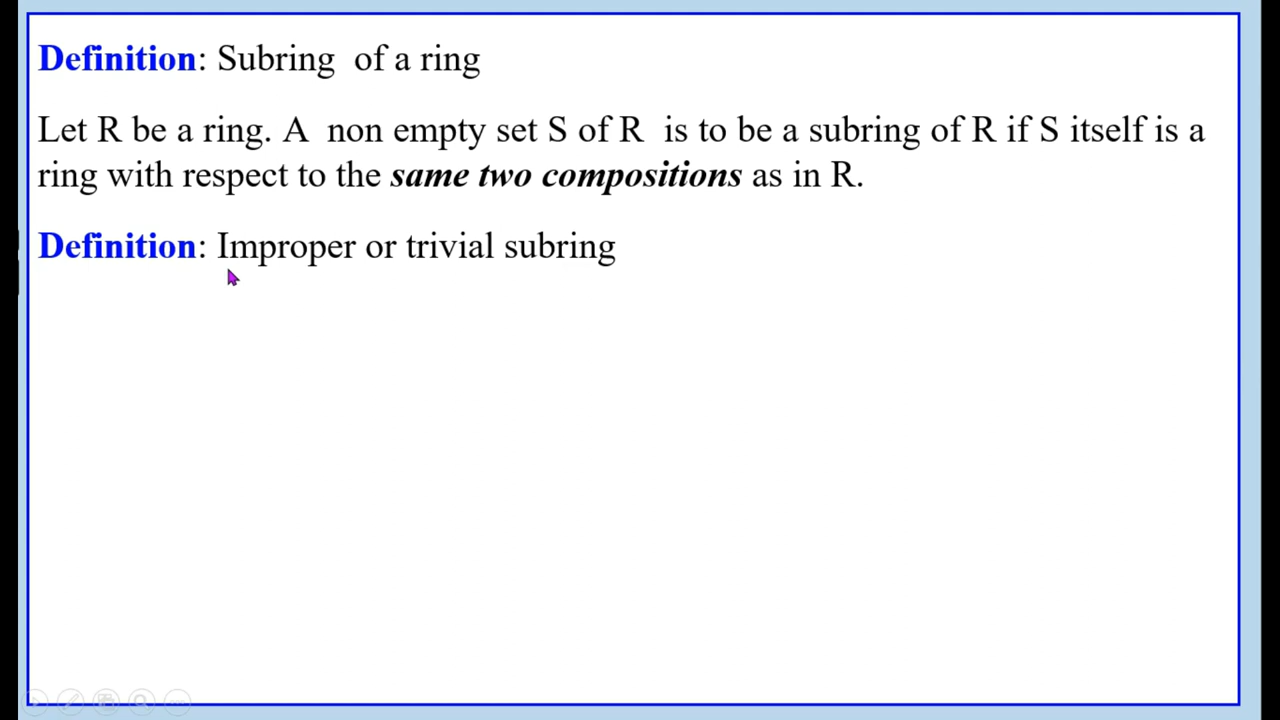 Definition: Subring of a ring
Let R be a ring. A non empty set S of R is to be a subring of R if S itself is a
ring with respect to the same two compositions as in R.
Definition: Improper or trivial subring